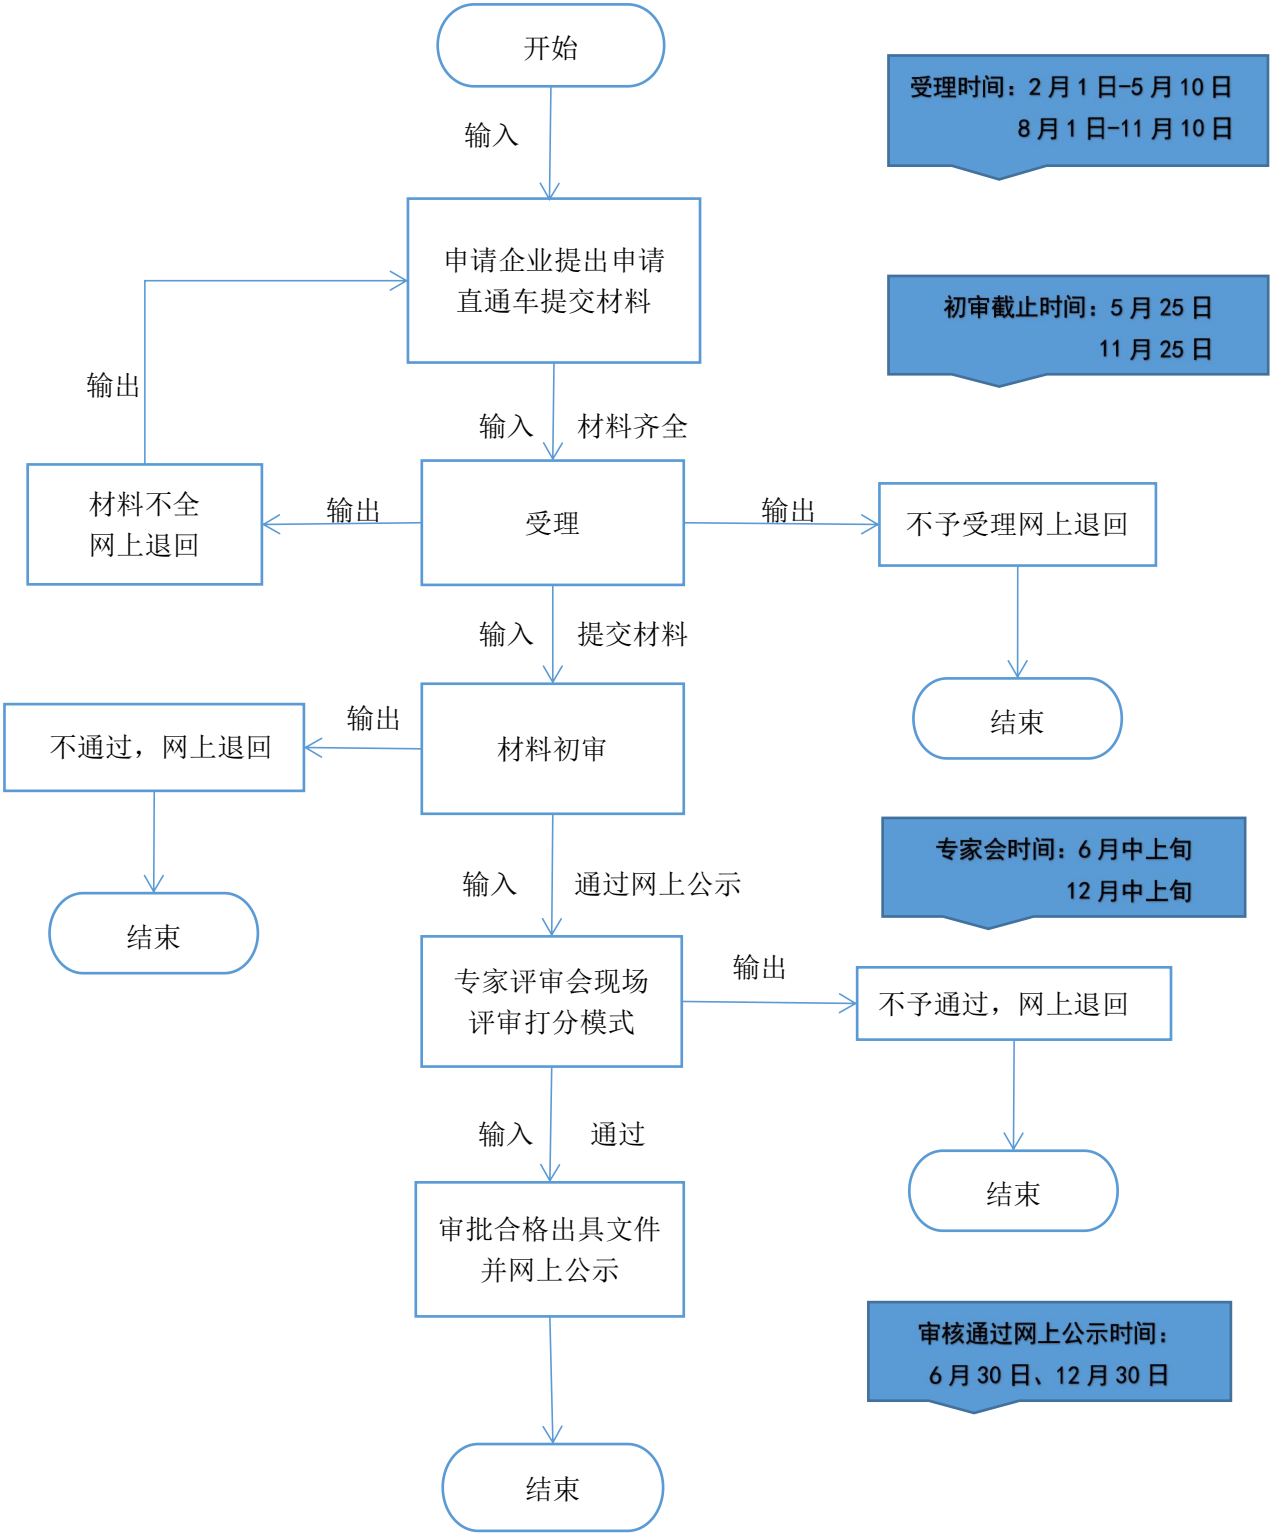 开始
受理时间：2月1日-5月10日
8月1日-11月10日
输入
申请企业提出申请
直通车提交材料
初审截止时间：5月25日
11月25日
输出
输入
材料齐全
材料不全
网上退回
输出
受理
输出
不予受理网上退回
输入
提交材料
结束
不通过，网上退回
输出
材料初审
专家会时间：6月中上旬
12月中上旬
输入
通过网上公示
结束
专家评审会现场
评审打分模式
输出
不予通过，网上退回
输入
通过
结束
审批合格出具文件
并网上公示
审核通过网上公示时间：
6月30日、12月30日
结束